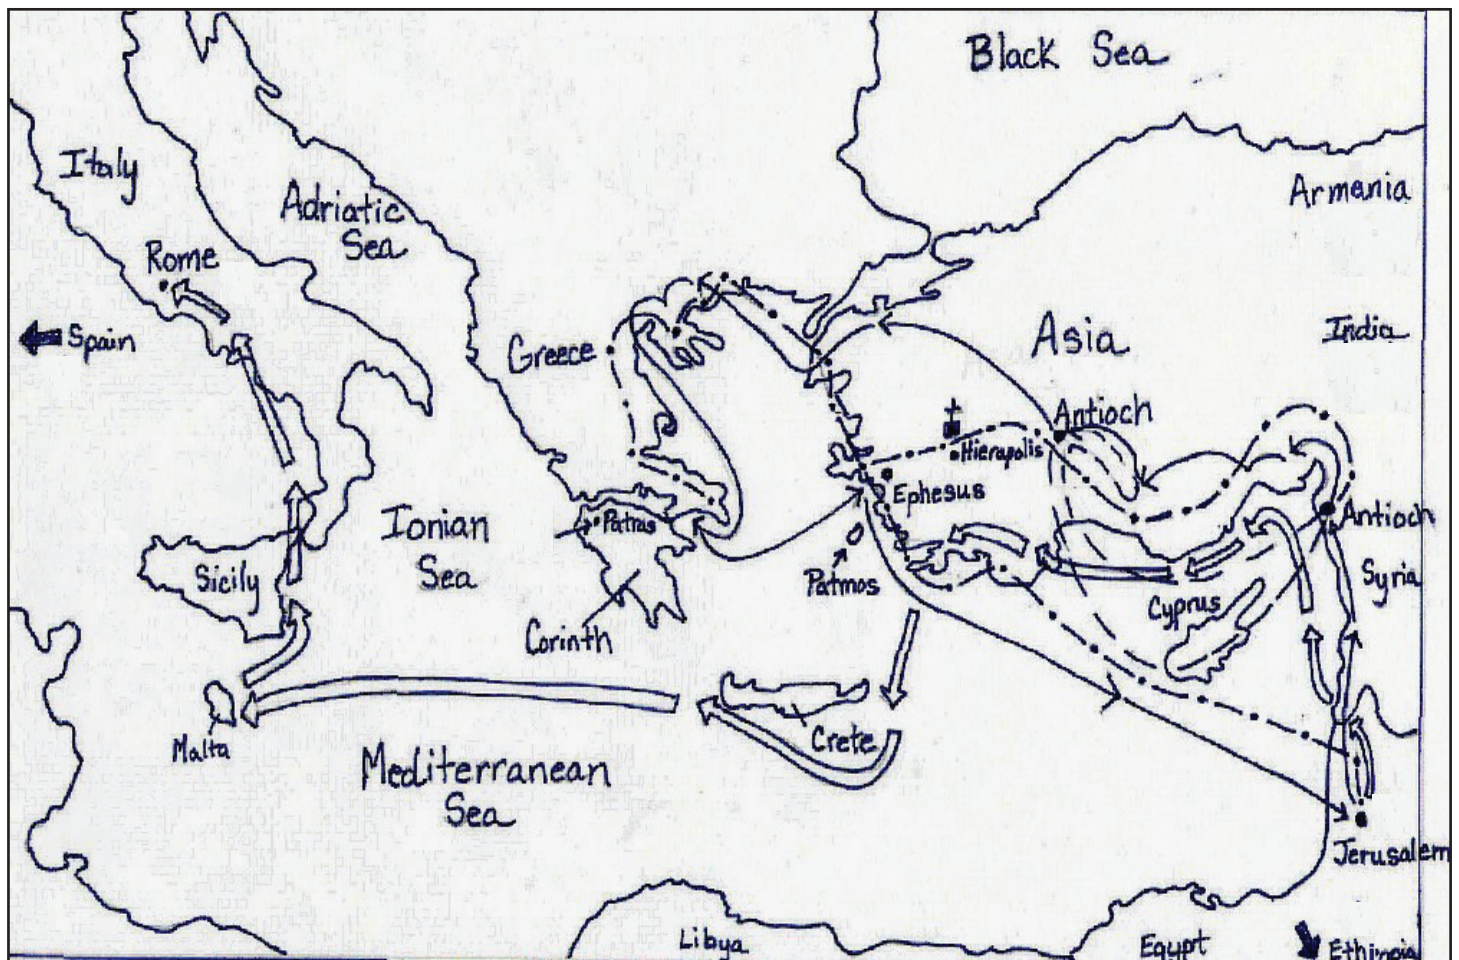 Black Sea
Italy
Armania
Adriatic
Sea
Rome
Spain
Greece
Asia
India
Antioch
Hierapolis
Ephesus
Antioch
Patras
Ionian
Sea
Sicily
Patmos
Syria
Cyprus
Corinth
Malta
Crete
Mediterranean
Sea
Jerusalem
Libya
Egypt
Ethiopia